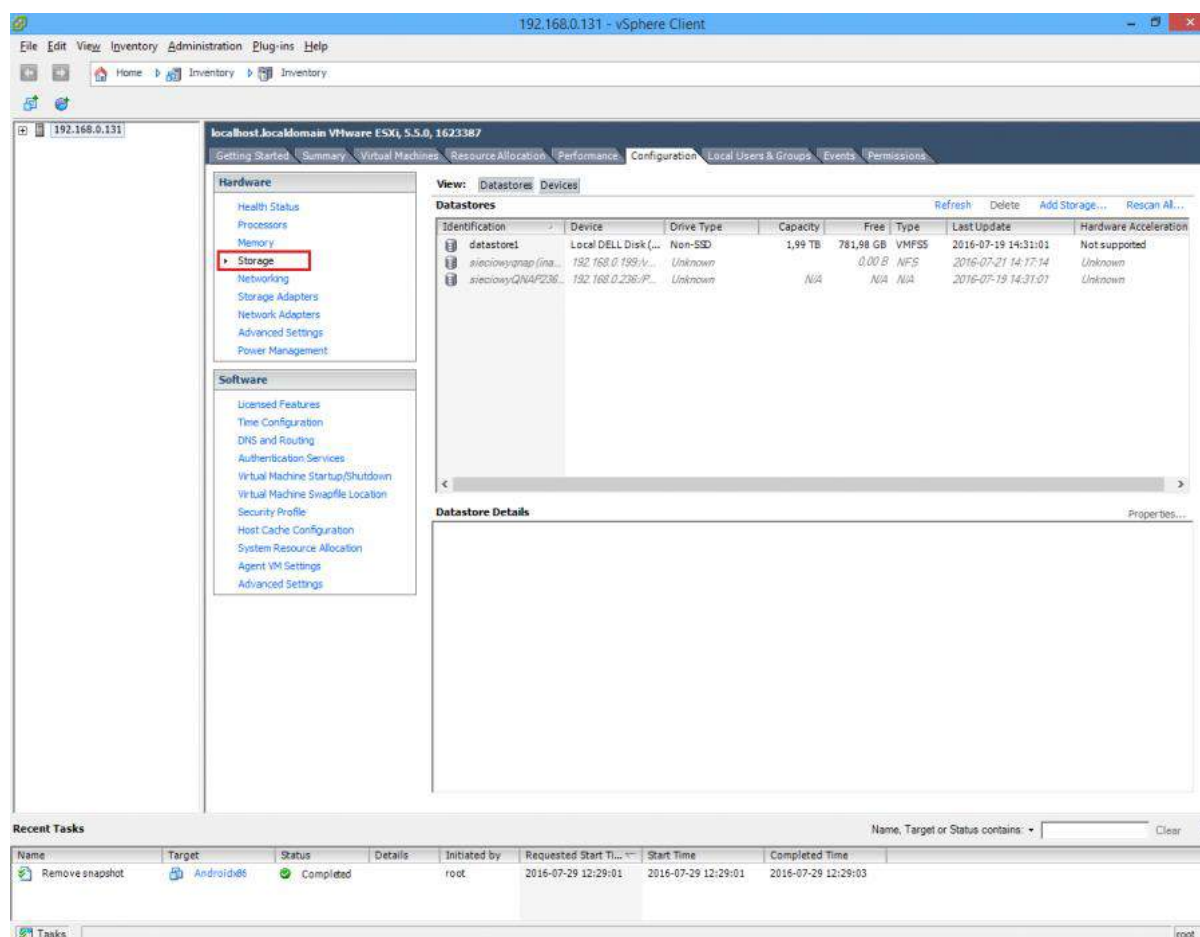 192.168.0.131 - vSphere Client
File Edit View Inventory Administration Plug-ins Help
Home Inventory Inventory
192.168.0.131
localhost.localdomain VMware ESXi, 5.5.0, 1623387
Getting Started Summary Virtual Machines Resource Allocation Performance Configuration Local Users & Groups Events Permissions
Hardware
Health Status
Processors
Memory
Storage
Networking
Storage Adapters
Network Adapters
Advanced Settings
Power Management
Software
Licensed Features
Time Configuration
DNS and Routing
Authentication Services
Virtual Machine Startup/Shutdown
Virtual Machine Swapfile Location
Security Profile
Host Cache Configuration
System Resource Allocation
Agent VM Settings
Advanced Settings
View: Datastores Devices
Datastores Refresh Delete Add Storage... Rescan All...
Identification Device Drive Type Capacity Free Type Last Update Hardware Acceleration
datastore1 Local DELL Disk (... Non-SSD 1,99 TB 781,98 GB VMFS5 2016-07-19 14:31:01 Not supported
sieciowyqnap (ina... 192.168.0.199:/v... Unknown 0,00 B NFS 2016-07-21 14:17:14 Unknown
sieciowyQNAP236... 192.168.0.236:/P... Unknown N/A N/A N/A 2016-07-19 14:31:01 Unknown
Datastore Details Properties...
Recent Tasks Name, Target or Status contains: Clear
Name Target Status Details Initiated by Requested Start Ti... Start Time Completed Time
Remove snapshot Androidx86 Completed root 2016-07-29 12:29:01 2016-07-29 12:29:01 2016-07-29 12:29:03
Tasks root